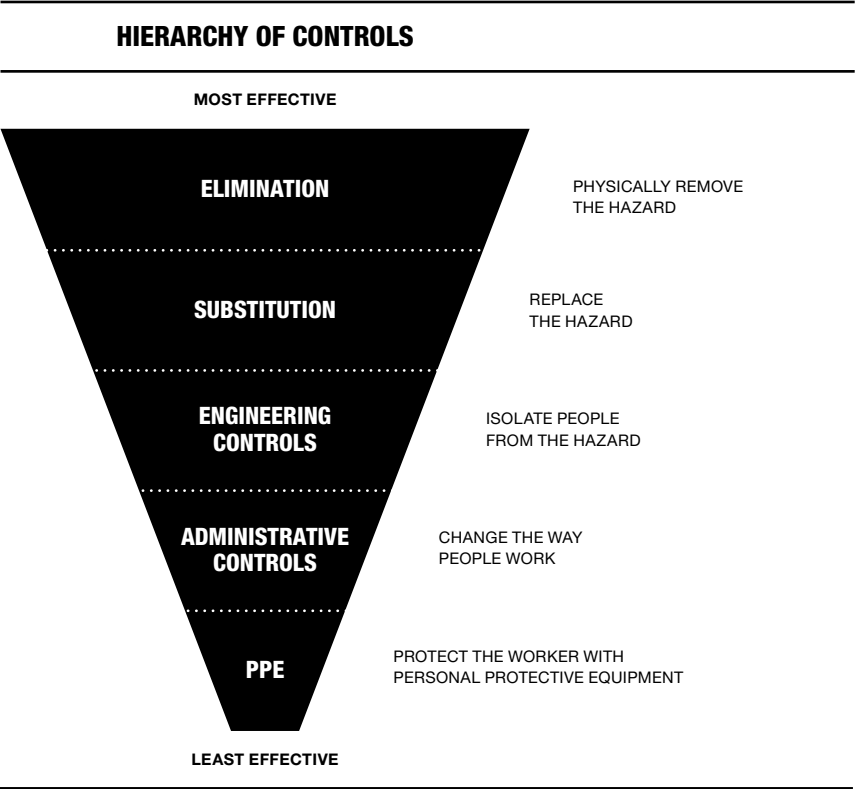 HIERARCHY OF CONTROLS
MOST EFFECTIVE
ELIMINATION
PHYSICALLY REMOVE
THE HAZARD
SUBSTITUTION
REPLACE
THE HAZARD
ENGINEERING
CONTROLS
ISOLATE PEOPLE
FROM THE HAZARD
ADMINISTRATIVE
CONTROLS
CHANGE THE WAY
PEOPLE WORK
PPE
PROTECT THE WORKER WITH
PERSONAL PROTECTIVE EQUIPMENT
LEAST EFFECTIVE